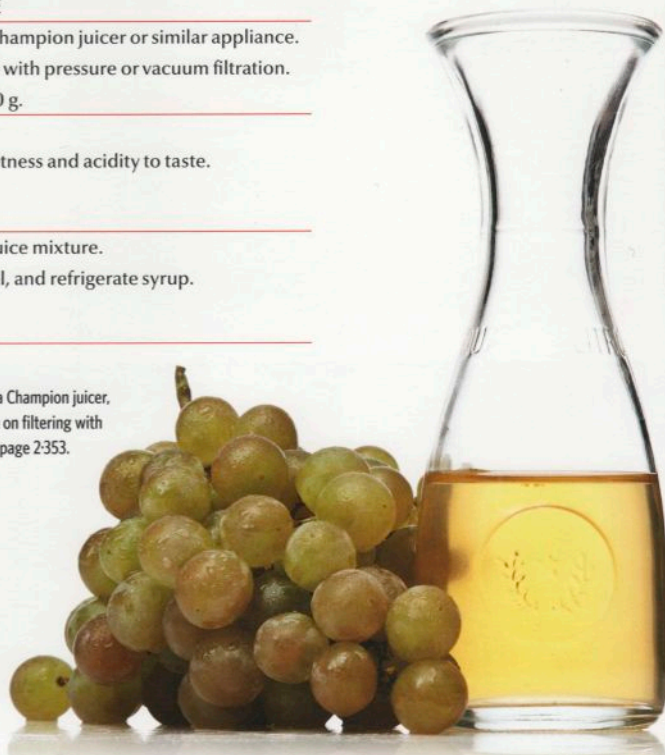 hampion juicer or similar appliance.
with pressure or vacuum filtration.
0 g.
tness and acidity to taste.
uice mixture.
l, and refrigerate syrup.
a Champion juicer,
on filtering with
page 2·353.